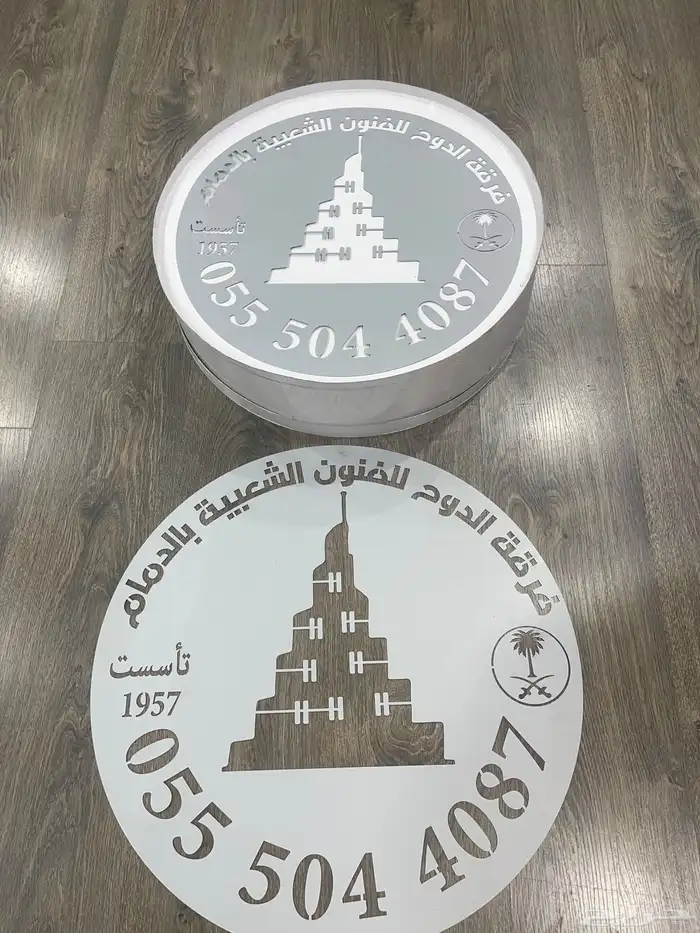 فرقة الدوح للفنون الشعبية بالدمام
تأسست
1957
055 504 4087
فرقة الدوح للفنون الشعبية بالدمام
تأسست
1957
055 504 4087